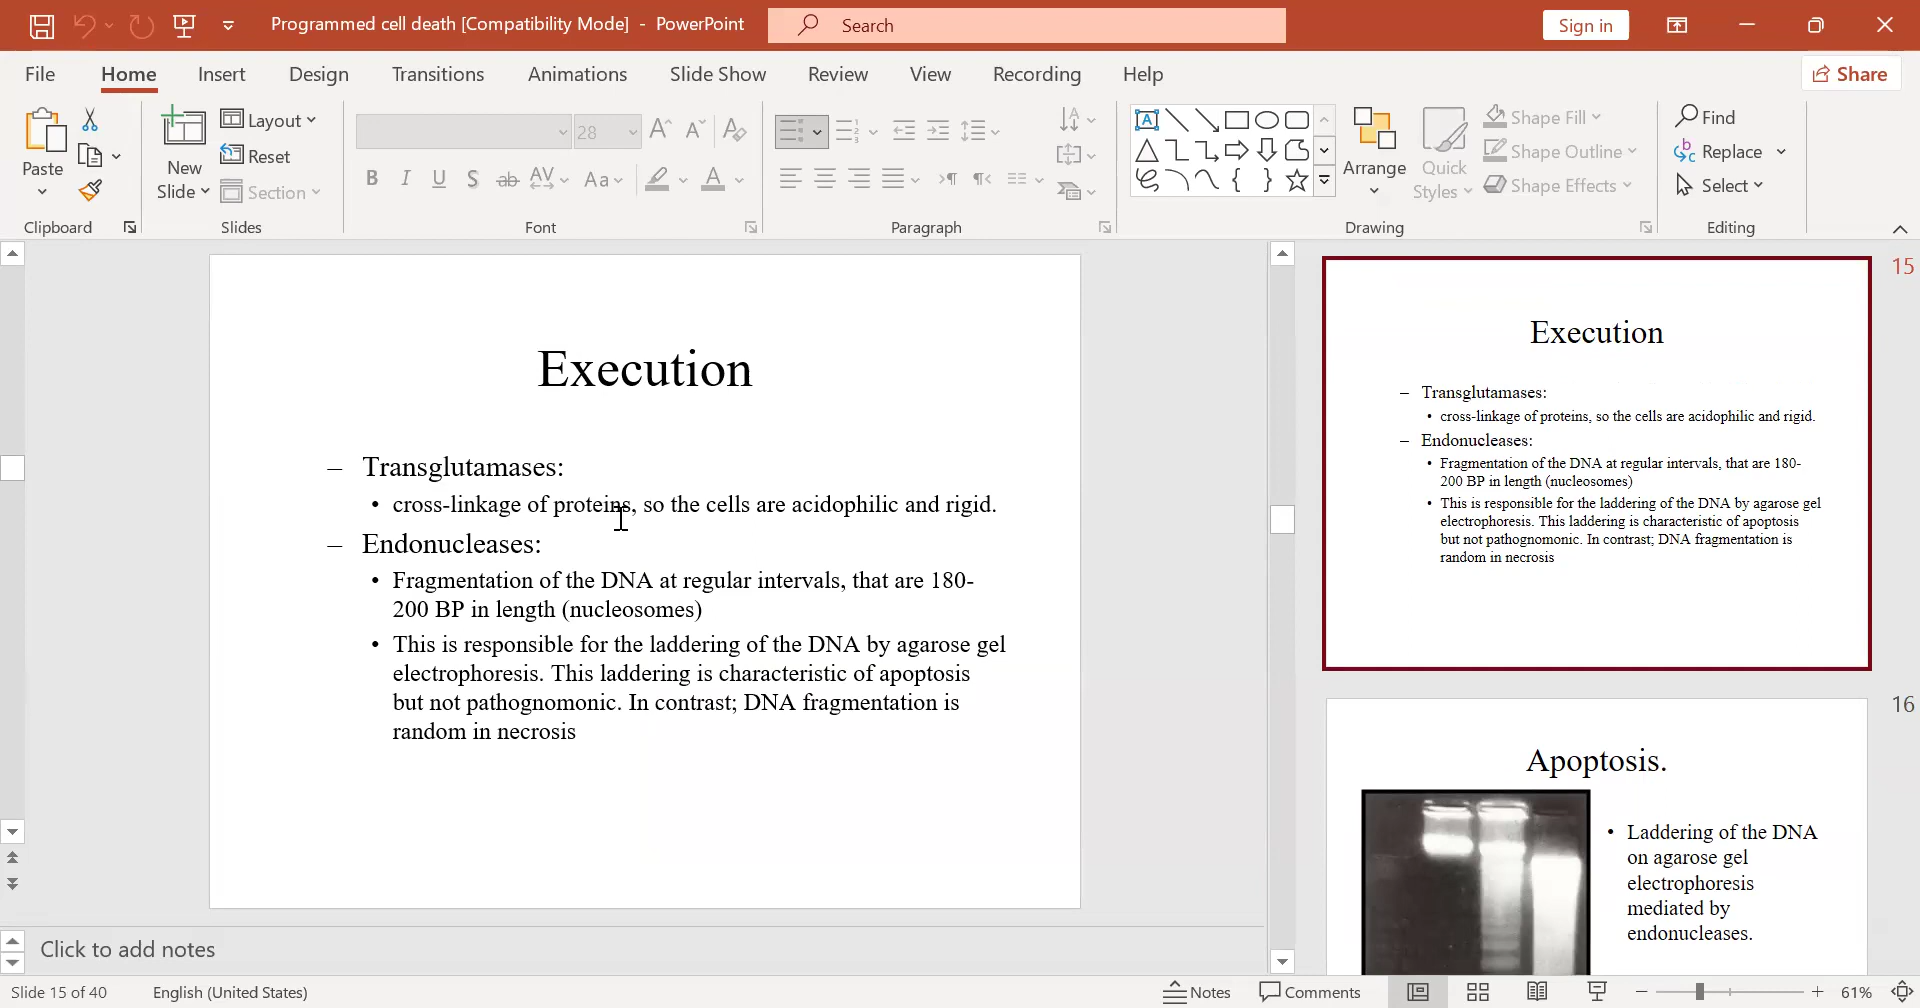 Programmed cell death [Compatibility Mode] - PowerPoint
Search
Sign in
File Home Insert Design Transitions Animations Slide Show Review View Recording Help
Share
Paste
New
Slide
Layout
Reset
Section
28
B I U S ab AV Aa A
Arrange
Quick
Styles
Shape Fill
Shape Outline
Shape Effects
Find
Replace
Select
Clipboard
Slides
Font
Paragraph
Drawing
Editing
Execution
– Transglutamases:
• cross-linkage of proteins, so the cells are acidophilic and rigid.
– Endonucleases:
• Fragmentation of the DNA at regular intervals, that are 180-
200 BP in length (nucleosomes)
• This is responsible for the laddering of the DNA by agarose gel
electrophoresis. This laddering is characteristic of apoptosis
but not pathognomonic. In contrast; DNA fragmentation is
random in necrosis
15
Execution
– Transglutamases:
• cross-linkage of proteins, so the cells are acidophilic and rigid.
– Endonucleases:
• Fragmentation of the DNA at regular intervals, that are 180-
200 BP in length (nucleosomes)
• This is responsible for the laddering of the DNA by agarose gel
electrophoresis. This laddering is characteristic of apoptosis
but not pathognomonic. In contrast; DNA fragmentation is
random in necrosis
16
Apoptosis.
• Laddering of the DNA
on agarose gel
electrophoresis
mediated by
endonucleases.
Click to add notes
Slide 15 of 40
English (United States)
Notes
Comments
61%